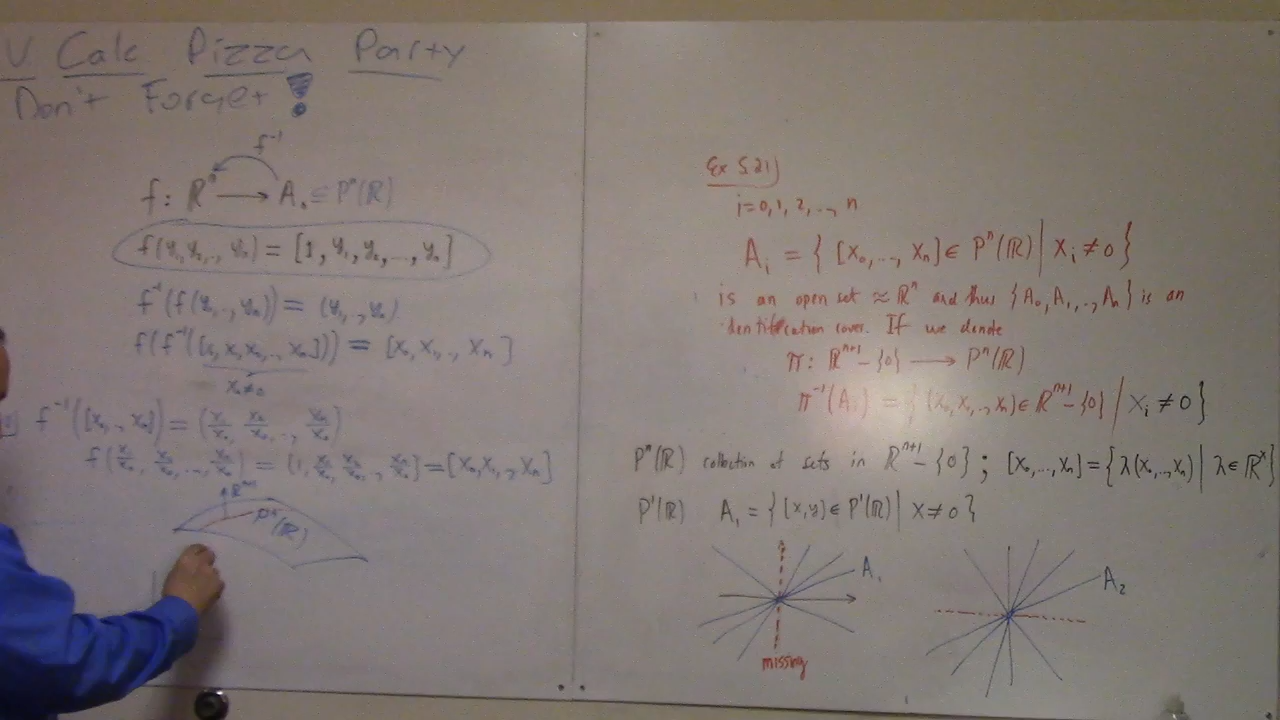 V Calc Pizza Party
Don't Forget!
f⁻¹
f: Rⁿ → A₀ ⊆ Pⁿ(ℝ)
f(y₁, y₂, .., yₙ) = [1, y₁, y₂, ..., yₙ]
f⁻¹(f(y₁, .., yₙ)) = (y₁, .., yₙ)
f(f⁻¹([x₀, x₁, x₂, .., xₙ])) = [x₀, x₁, .., xₙ]
x₀≠0
f⁻¹([x₀, .., xₙ]) = (x₁/x₀, x₂/x₀, .., xₙ/x₀)
f(x₁/x₀, x₂/x₀, ..., xₙ/x₀) = [1, x₁/x₀, x₂/x₀, .., xₙ/x₀] = [x₀, x₁, .., xₙ]
ℝⁿ⁺¹
Pⁿ(ℝ)
Ex 5.21)
i=0, 1, 2, .., n
Aᵢ = { [x₀, ..., xₙ] ∈ Pⁿ(ℝ) | xᵢ ≠ 0 }
is an open set ≈ ℝⁿ and thus {A₀, A₁, .., Aₙ} is an
identification cover. If we denote
π: ℝⁿ⁺¹ - {0} → Pⁿ(ℝ)
π⁻¹(Aᵢ) = { (x₀, x₁, .., xₙ) ∈ ℝⁿ⁺¹ - {0} | xᵢ ≠ 0 }
Pⁿ(ℝ) collection of sets in ℝⁿ⁺¹ - {0} ; [x₀, ..., xₙ] = { λ(x₀, .., xₙ) | λ ∈ ℝˣ}
P¹(ℝ) A₁ = { [x, y) ∈ P¹(ℝ) | x ≠ 0 }
A₁
A₂
missing